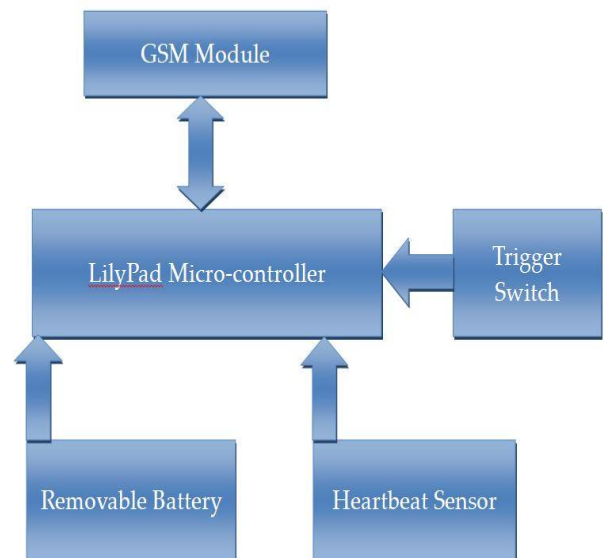 GSM Module
LilyPad Micro-controller
Trigger
Switch
Removable Battery
Heartbeat Sensor